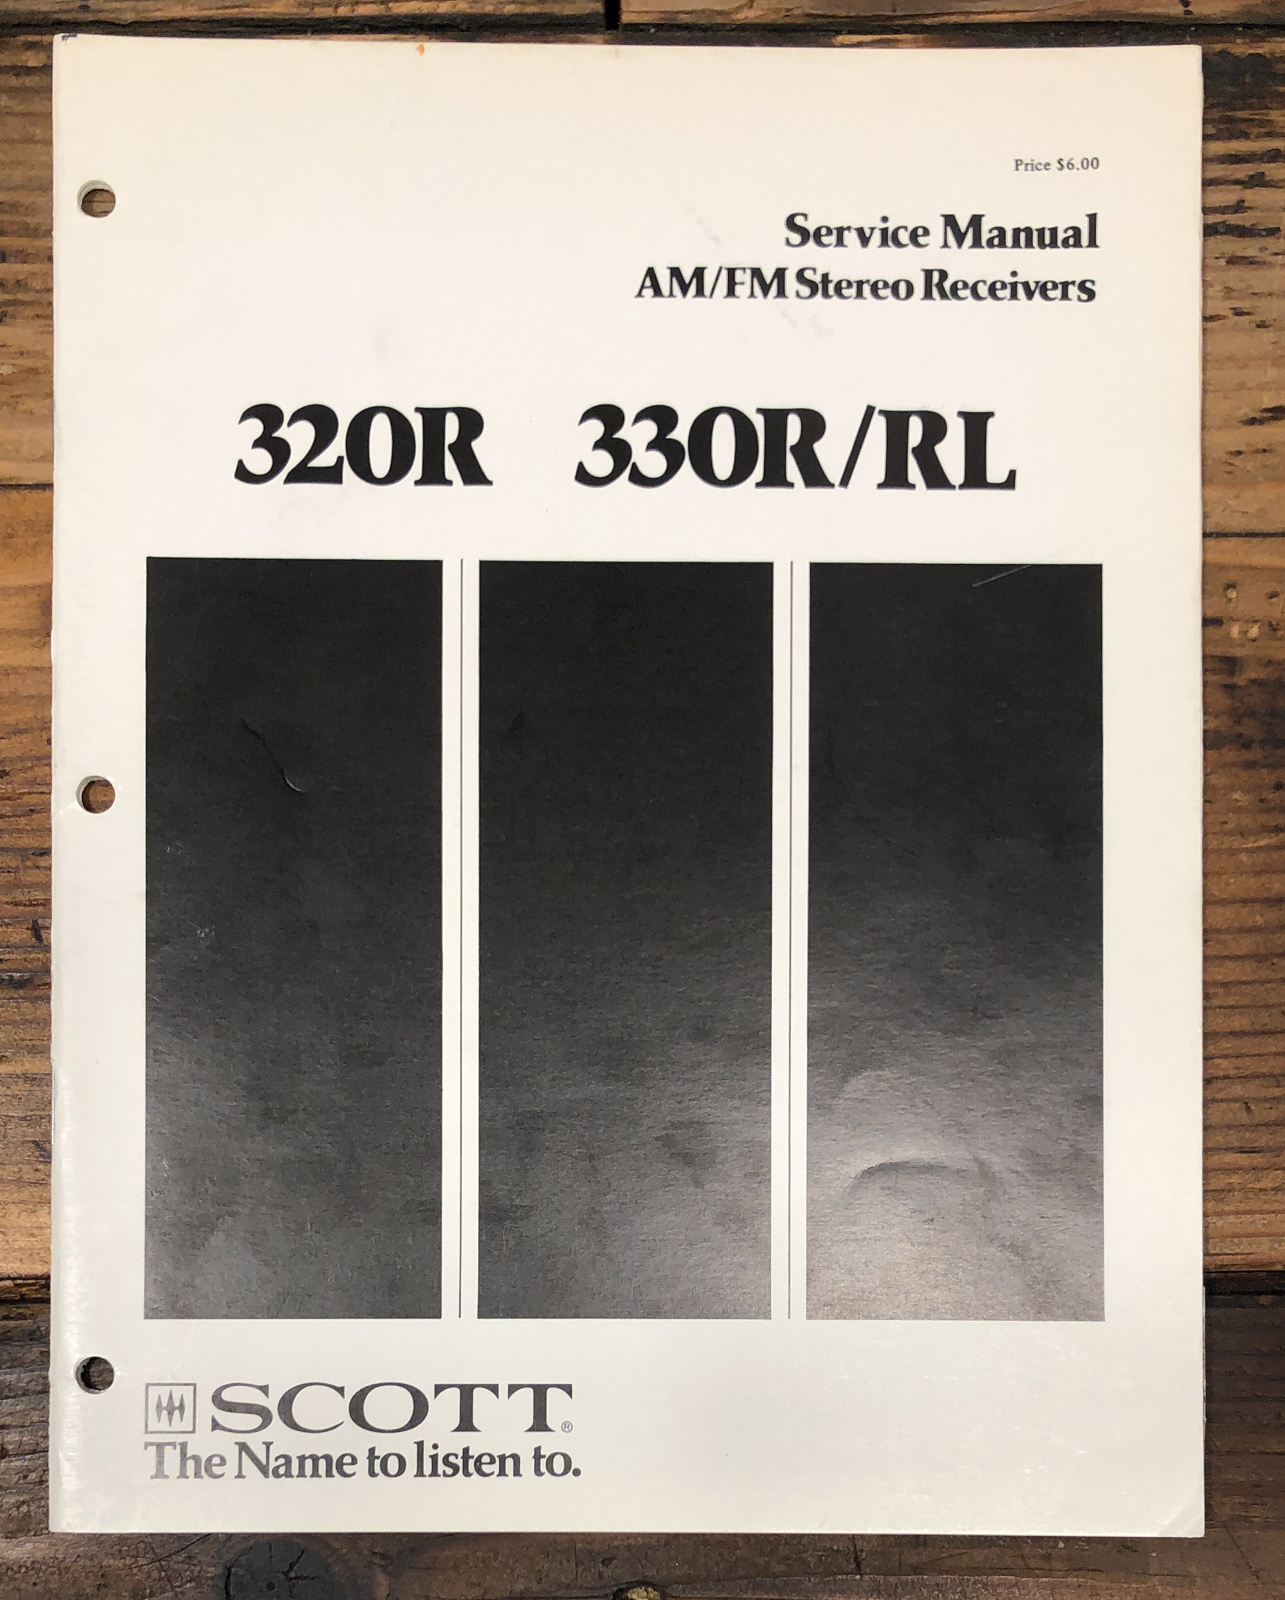 Price $6.00
Service Manual
AM/FM Stereo Receivers
320R 330R/RL
SCOTT®
The Name to listen to.